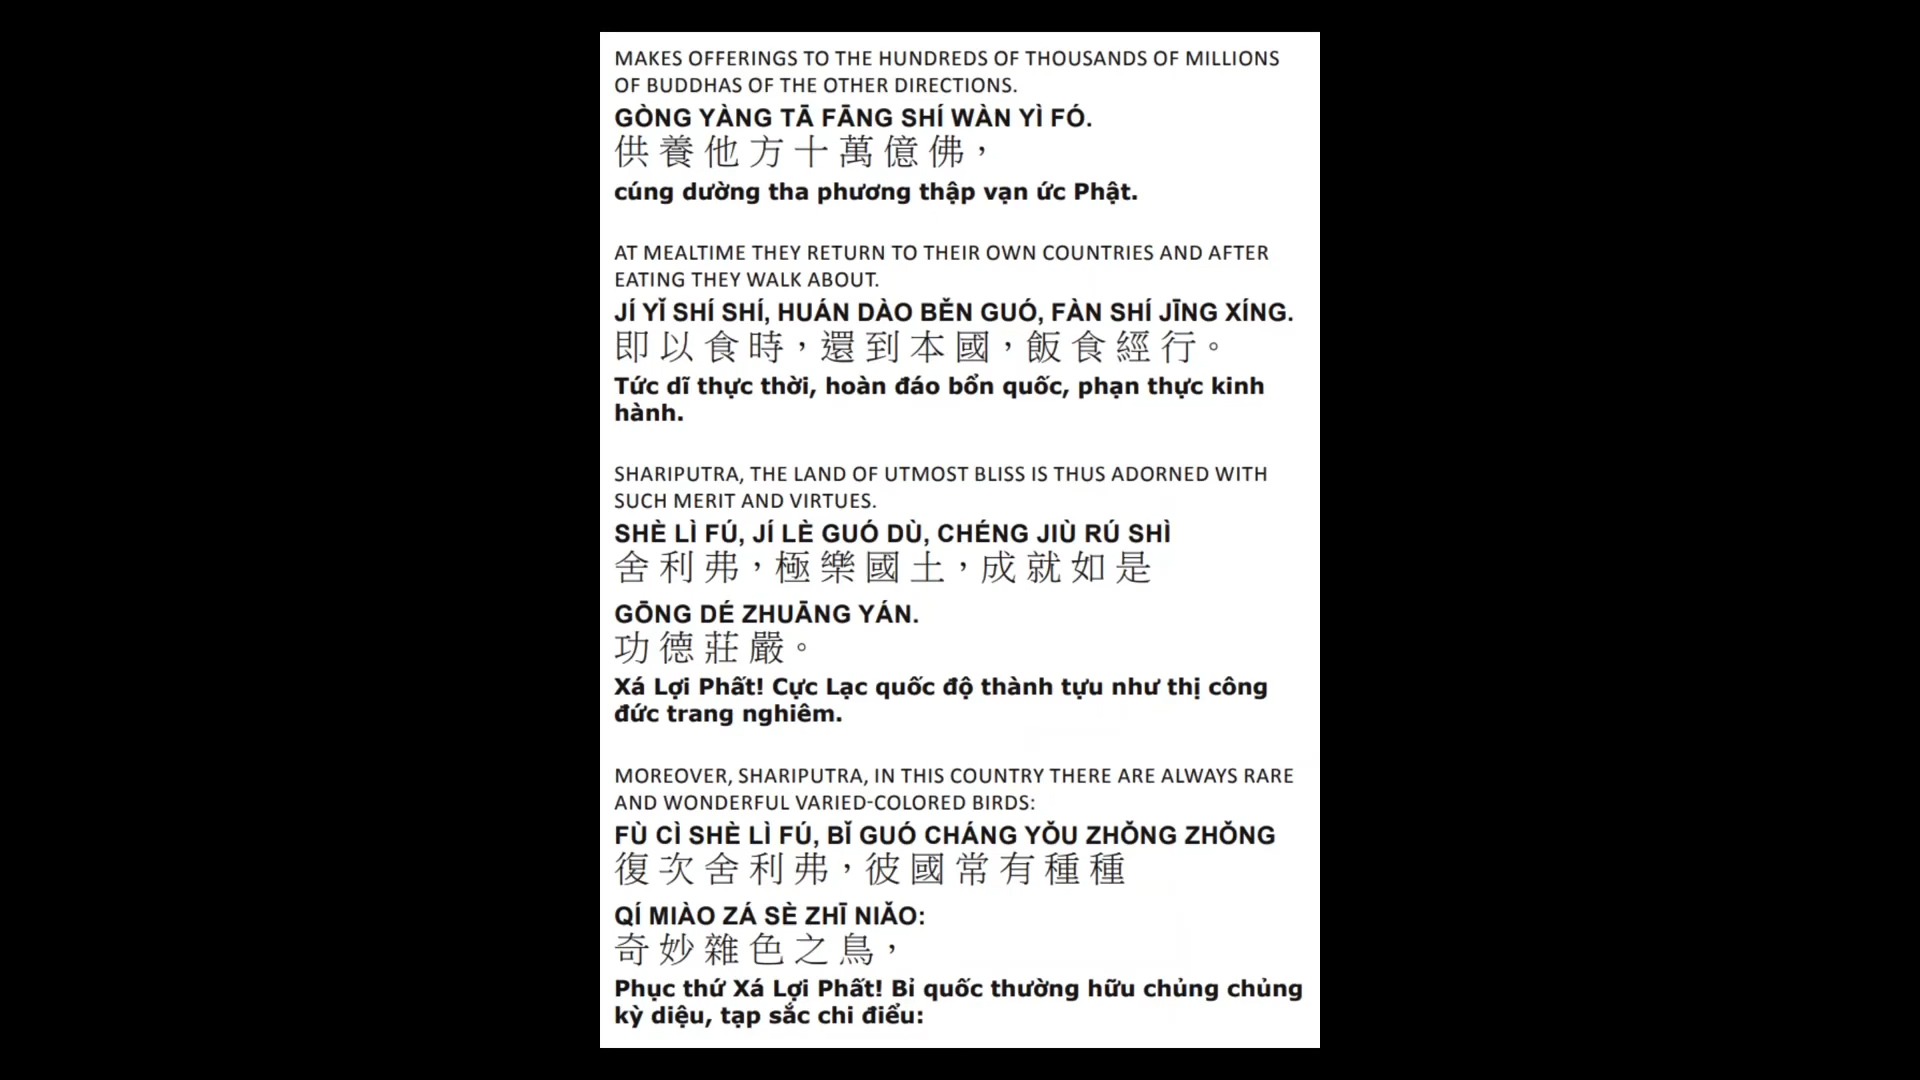 MAKES OFFERINGS TO THE HUNDREDS OF THOUSANDS OF MILLIONS
OF BUDDHAS OF THE OTHER DIRECTIONS.
GÒNG YÀNG TĀ FĀNG SHÍ WÀN YÌ FÓ.
供養他方十萬億佛，
cúng dường tha phương thập vạn ức Phật.
AT MEALTIME THEY RETURN TO THEIR OWN COUNTRIES AND AFTER
EATING THEY WALK ABOUT.
JÍ YǏ SHÍ SHÍ, HUÁN DÀO BĚN GUÓ, FÀN SHÍ JĪNG XÍNG.
即以食時，還到本國，飯食經行。
Tức dĩ thực thời, hoàn đáo bổn quốc, phạn thực kinh
hành.
SHARIPUTRA, THE LAND OF UTMOST BLISS IS THUS ADORNED WITH
SUCH MERIT AND VIRTUES.
SHÈ LÌ FÚ, JÍ LÈ GUÓ DÙ, CHÉNG JIÙ RÚ SHÌ
舍利弗，極樂國土，成就如是
GŌNG DÉ ZHUĀNG YÁN.
功德莊嚴。
Xá Lợi Phất! Cực Lạc quốc độ thành tựu như thị công
đức trang nghiêm.
MOREOVER, SHARIPUTRA, IN THIS COUNTRY THERE ARE ALWAYS RARE
AND WONDERFUL VARIED-COLORED BIRDS:
FÙ CÌ SHÈ LÌ FÚ, BǏ GUÓ CHÁNG YǑU ZHǑNG ZHǑNG
復次舍利弗，彼國常有種種
QÍ MIÀO ZÁ SÈ ZHĪ NIǍO:
奇妙雜色之鳥，
Phục thứ Xá Lợi Phất! Bỉ quốc thường hữu chủng chủng
kỳ diệu, tạp sắc chi điểu: